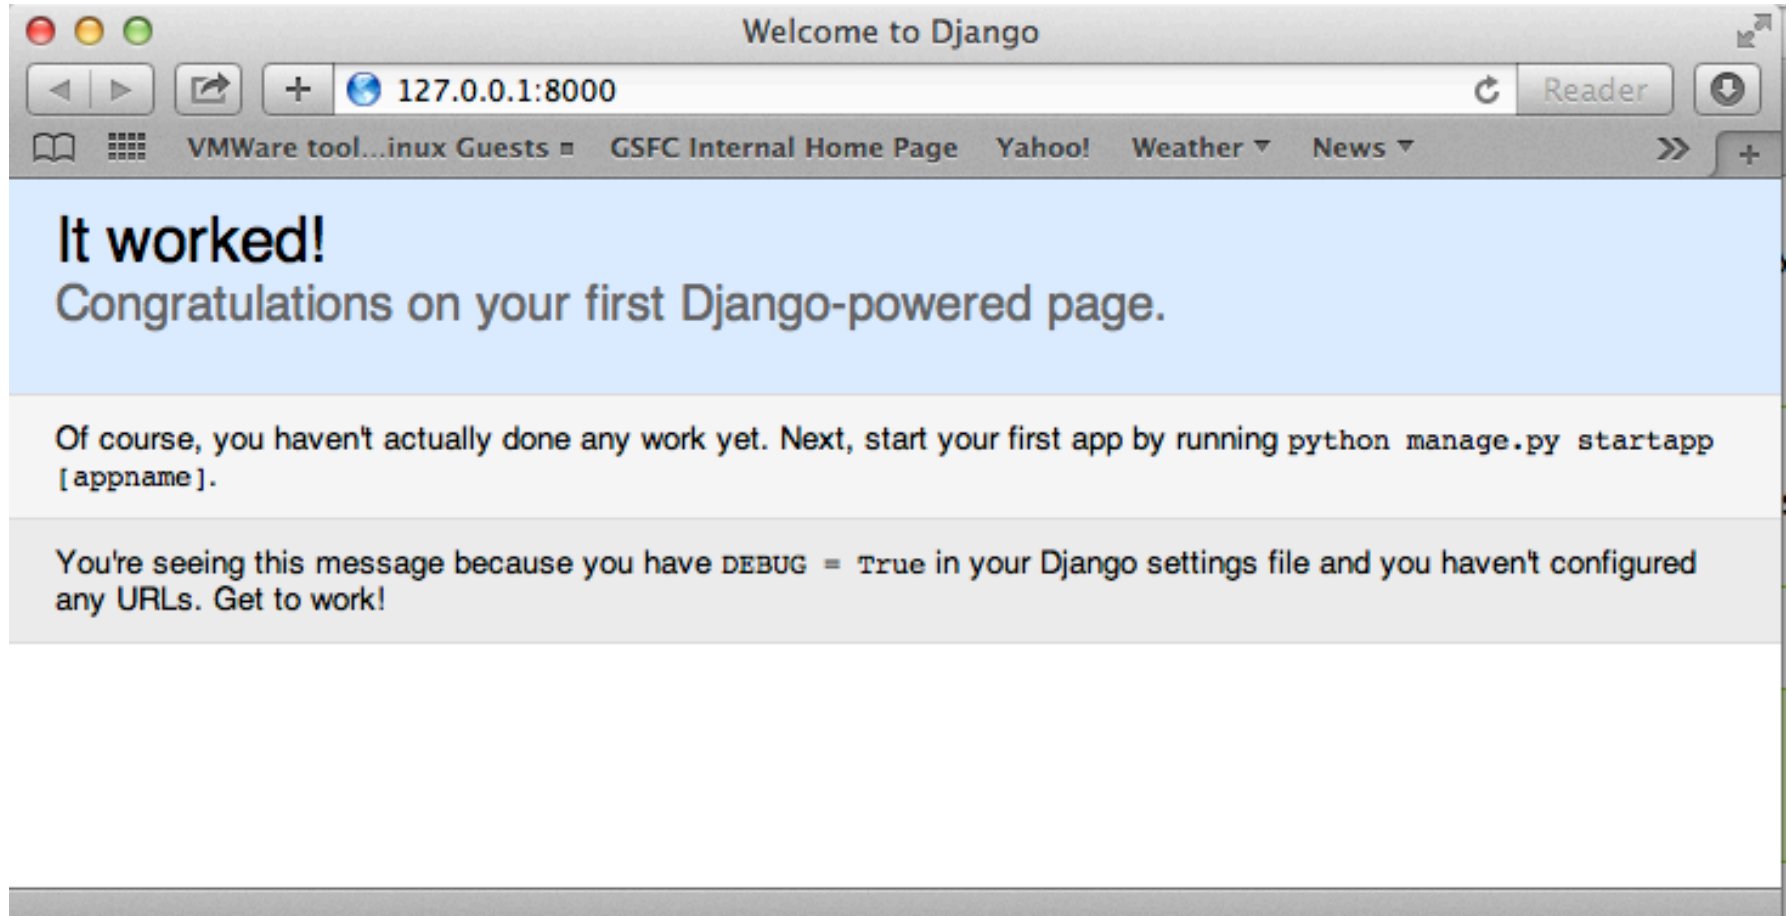 Welcome to Django
127.0.0.1:8000
Reader
VMWare tool...inux Guests
GSFC Internal Home Page
Yahoo!
Weather
News
It worked!
Congratulations on your first Django-powered page.
Of course, you haven't actually done any work yet. Next, start your first app by running python manage.py startapp
[appname].
You're seeing this message because you have DEBUG = True in your Django settings file and you haven't configured
any URLs. Get to work!